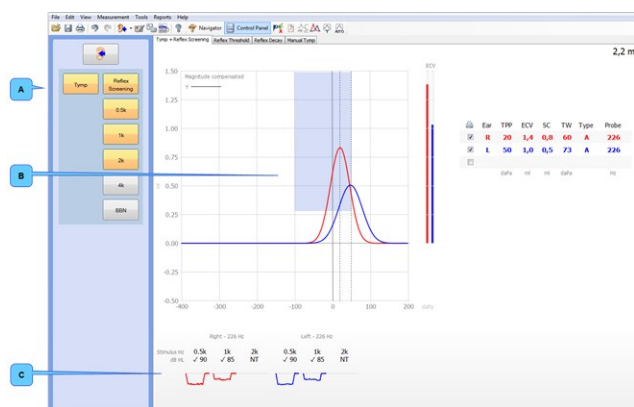 File Edit View Measurement Tools Reports Help
Navigator Control Panel
Tymp + Reflex Screening Reflex Threshold Reflex Decay Manual Tymp
2,2 m
A
Tymp
Reflex Screening
0.5k
1k
2k
4k
BBN
B
C
Magnitude compensated
Y
1.50
1.25
1.00
0.75
0.50
0.25
0.00
-0.25
-0.50
-400 -300 -200 -100 0 100 200
daPa
ECV
Ear TPP ECV SC TW Type Probe
R 20 1,4 0,8 60 A 226
L 50 1,0 0,5 73 A 226
daPa ml ml daPa Hz
Right - 226 Hz Left - 226 Hz
Stimulus Hz 0.5k 1k 2k 0.5k 1k 2k
dB HL ✓ 90 ✓ 85 NT ✓ 90 ✓ 85 NT